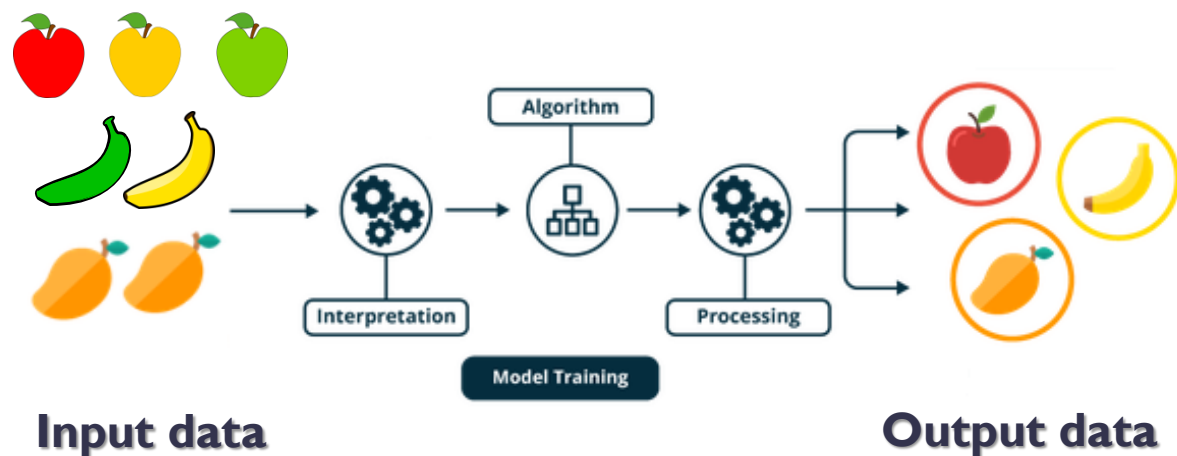 Algorithm
Interpretation
Processing
Model Training
Input data
Output data